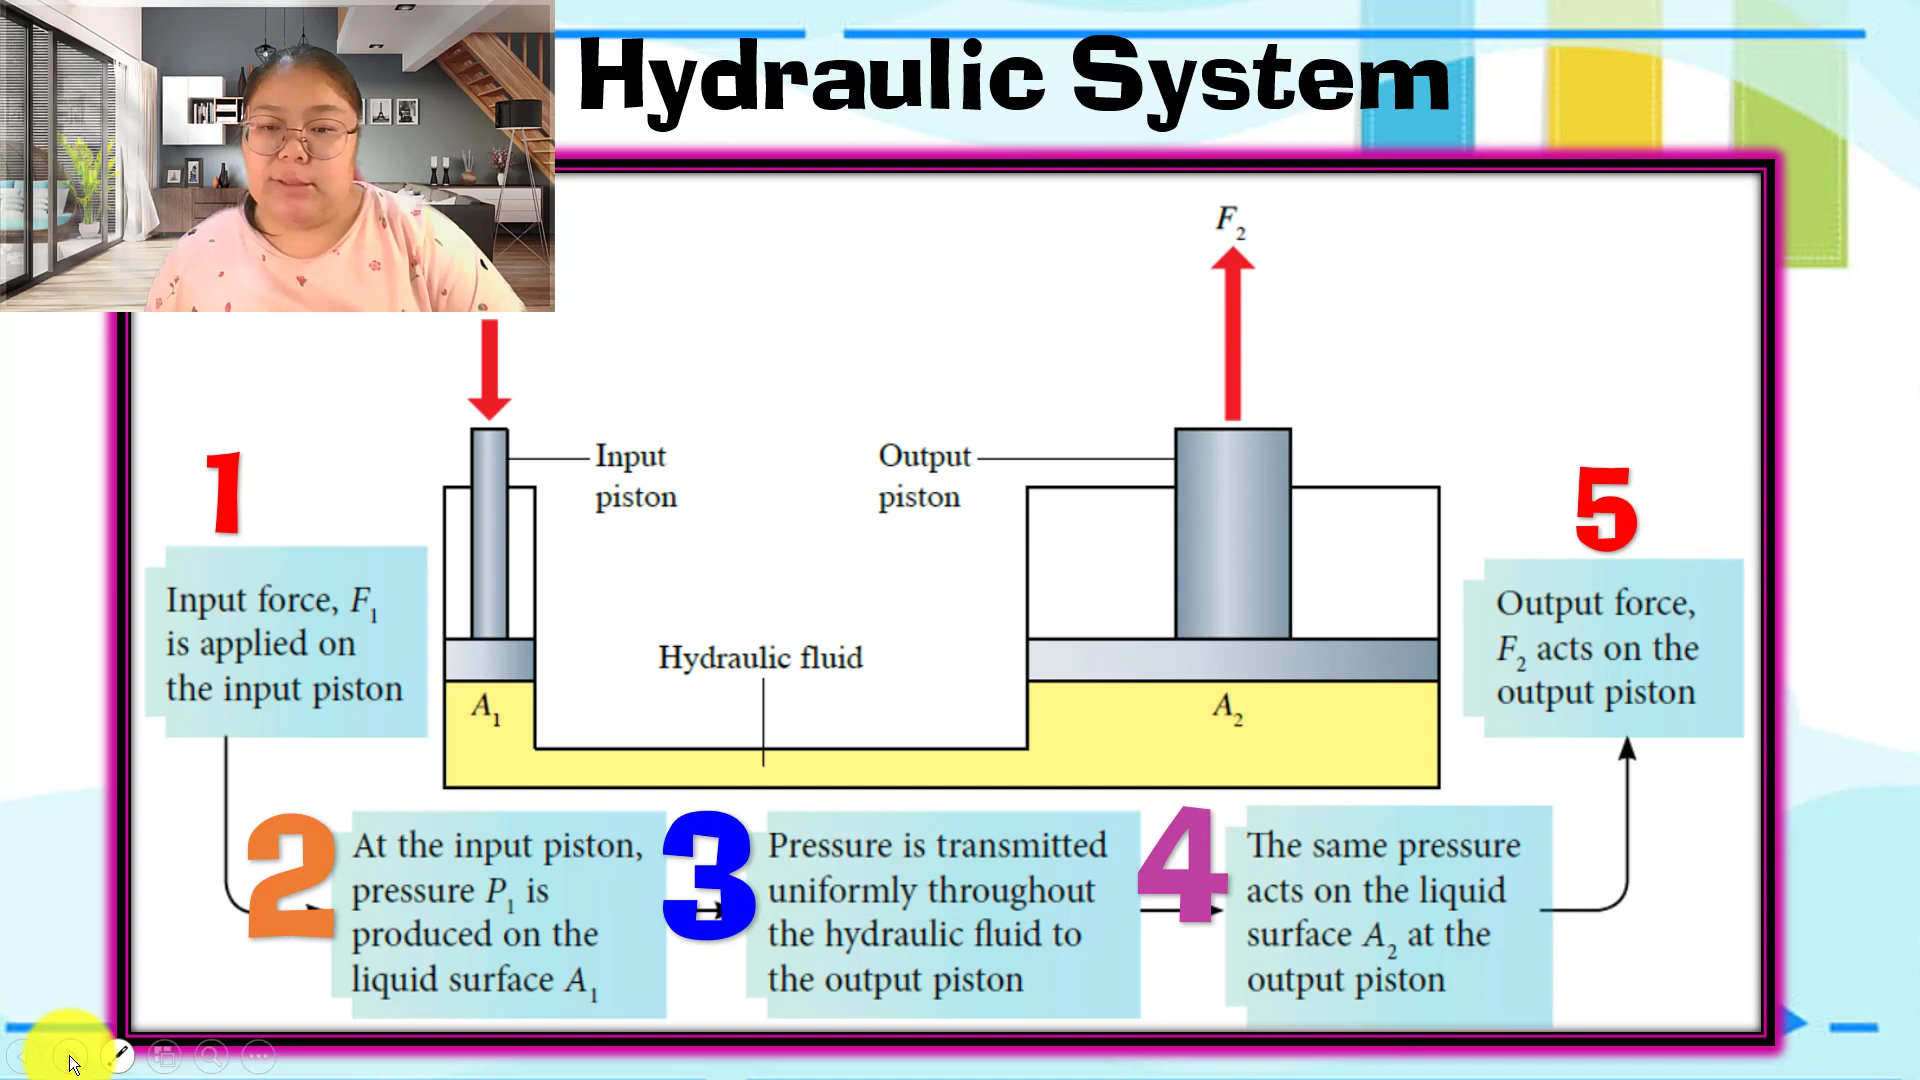 Hydraulic System
F₂
Input
piston
Output
piston
1
Input force, F₁
is applied on
the input piston
5
Output force,
F₂ acts on the
output piston
Hydraulic fluid
A₁
A₂
2
At the input piston,
pressure P₁ is
produced on the
liquid surface A₁
3
Pressure is transmitted
uniformly throughout
the hydraulic fluid to
the output piston
4
The same pressure
acts on the liquid
surface A₂ at the
output piston